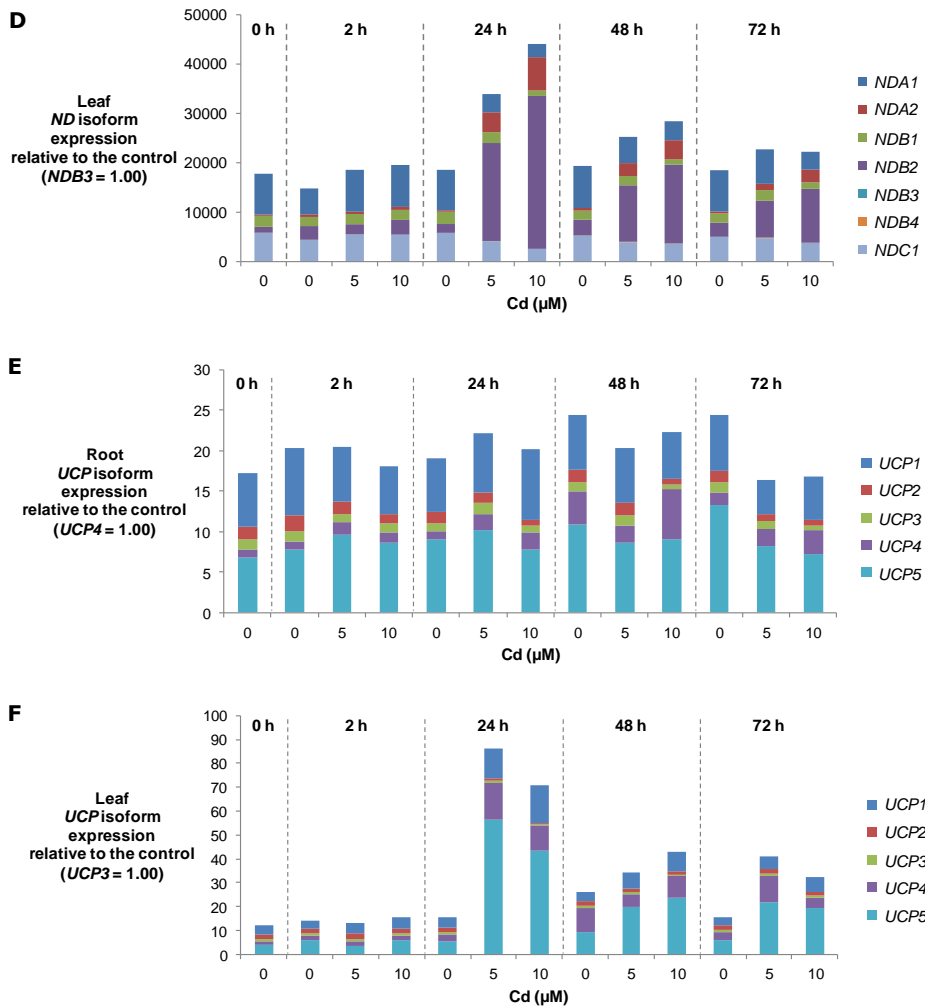 D
0 h
2 h
24 h
48 h
72 h
50000
40000
30000
20000
10000
0
Leaf
ND isoform
expression
relative to the control
(NDB3 = 1.00)
0
0
5
10
0
5
10
0
5
10
0
5
10
Cd (µM)
NDA1
NDA2
NDB1
NDB2
NDB3
NDB4
NDC1
E
0 h
2 h
24 h
48 h
72 h
30
25
20
15
10
5
0
Root
UCP isoform
expression
relative to the control
(UCP4 = 1.00)
0
0
5
10
0
5
10
0
5
10
0
5
10
Cd (µM)
UCP1
UCP2
UCP3
UCP4
UCP5
F
0 h
2 h
24 h
48 h
72 h
100
90
80
70
60
50
40
30
20
10
0
Leaf
UCP isoform
expression
relative to the control
(UCP3 = 1.00)
0
0
5
10
0
5
10
0
5
10
0
5
10
Cd (µM)
UCP1
UCP2
UCP3
UCP4
UCP5